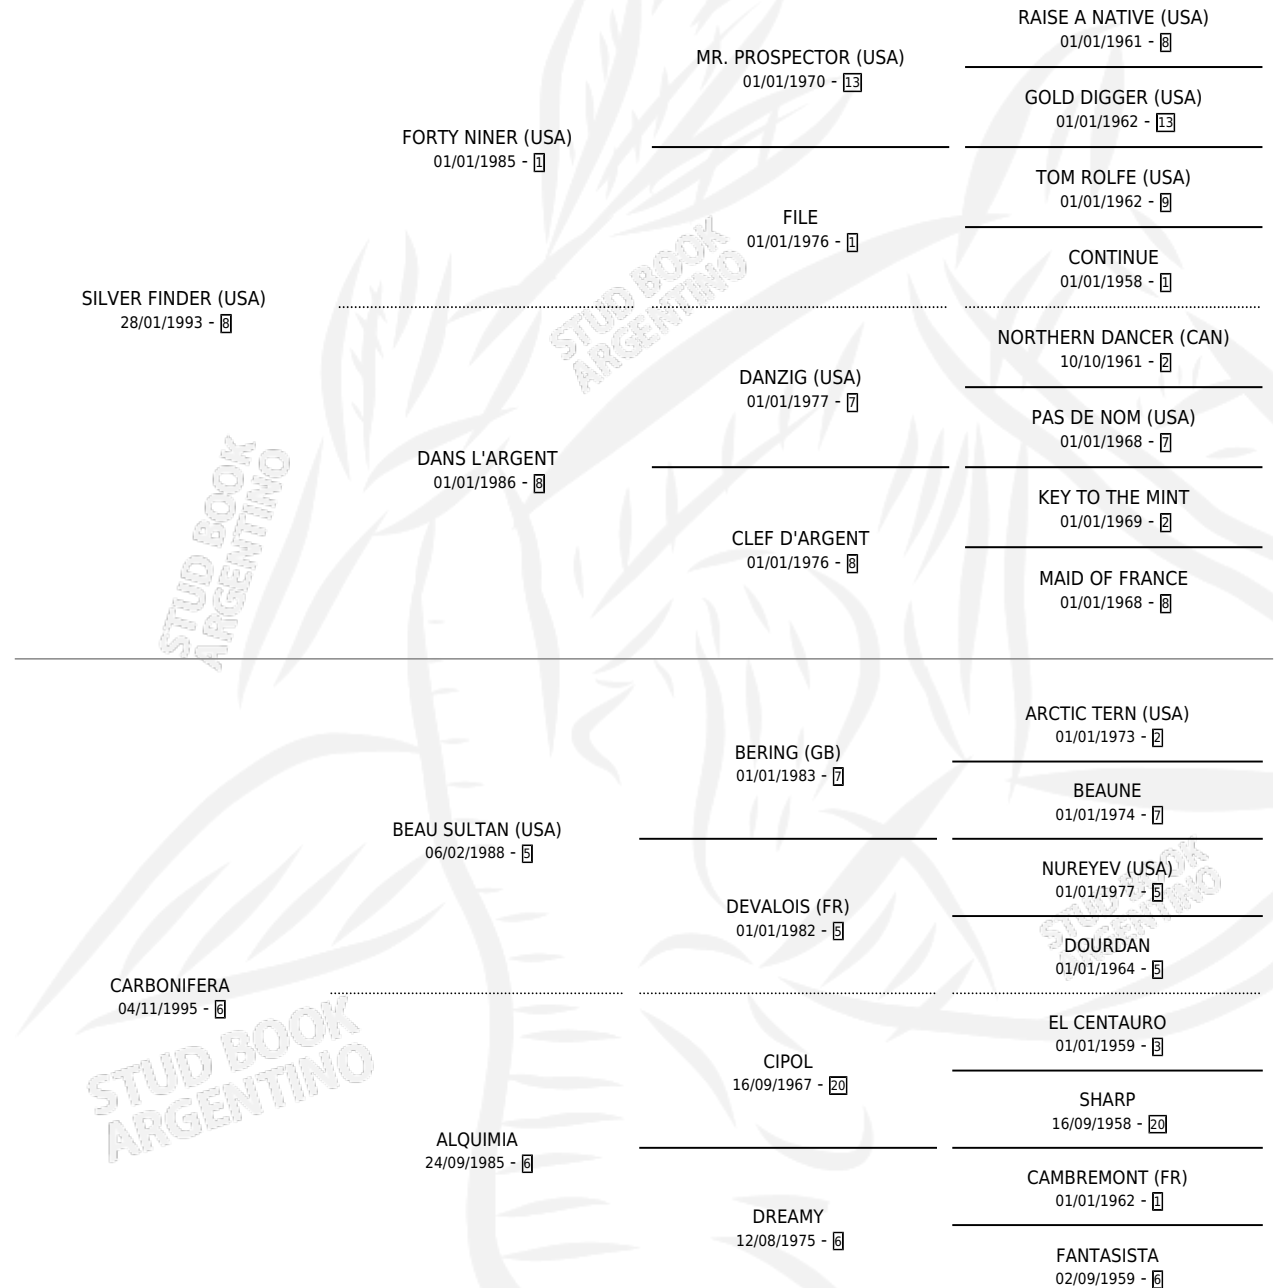 RAISE A NATIVE (USA)
01/01/1961 - 8
MR. PROSPECTOR (USA)
01/01/1970 - 13
GOLD DIGGER (USA)
01/01/1962 - 13
FORTY NINER (USA)
01/01/1985 - 1
TOM ROLFE (USA)
01/01/1962 - 9
FILE
01/01/1976 - 1
CONTINUE
01/01/1958 - 1
SILVER FINDER (USA)
28/01/1993 - 8
NORTHERN DANCER (CAN)
10/10/1961 - 2
DANZIG (USA)
01/01/1977 - 7
PAS DE NOM (USA)
01/01/1968 - 7
DANS L'ARGENT
01/01/1986 - 8
KEY TO THE MINT
01/01/1969 - 2
CLEF D'ARGENT
01/01/1976 - 8
MAID OF FRANCE
01/01/1968 - 8
ARCTIC TERN (USA)
01/01/1973 - 2
BERING (GB)
01/01/1983 - 7
BEAUNE
01/01/1974 - 7
BEAU SULTAN (USA)
06/02/1988 - 5
NUREYEV (USA)
01/01/1977 - 5
DEVALOIS (FR)
01/01/1982 - 5
DOURDAN
01/01/1964 - 5
CARBONIFERA
04/11/1995 - 6
EL CENTAURO
01/01/1959 - 3
CIPOL
16/09/1967 - 20
SHARP
16/09/1958 - 20
ALQUIMIA
24/09/1985 - 6
CAMBREMONT (FR)
01/01/1962 - 1
DREAMY
12/08/1975 - 6
FANTASISTA
02/09/1959 - 6
STUD BOOK
ARGENTINO
STUD BOOK
ARGENTINO
STUD BOOK
ARGENTINO
STUD BOOK
ARGENTINO